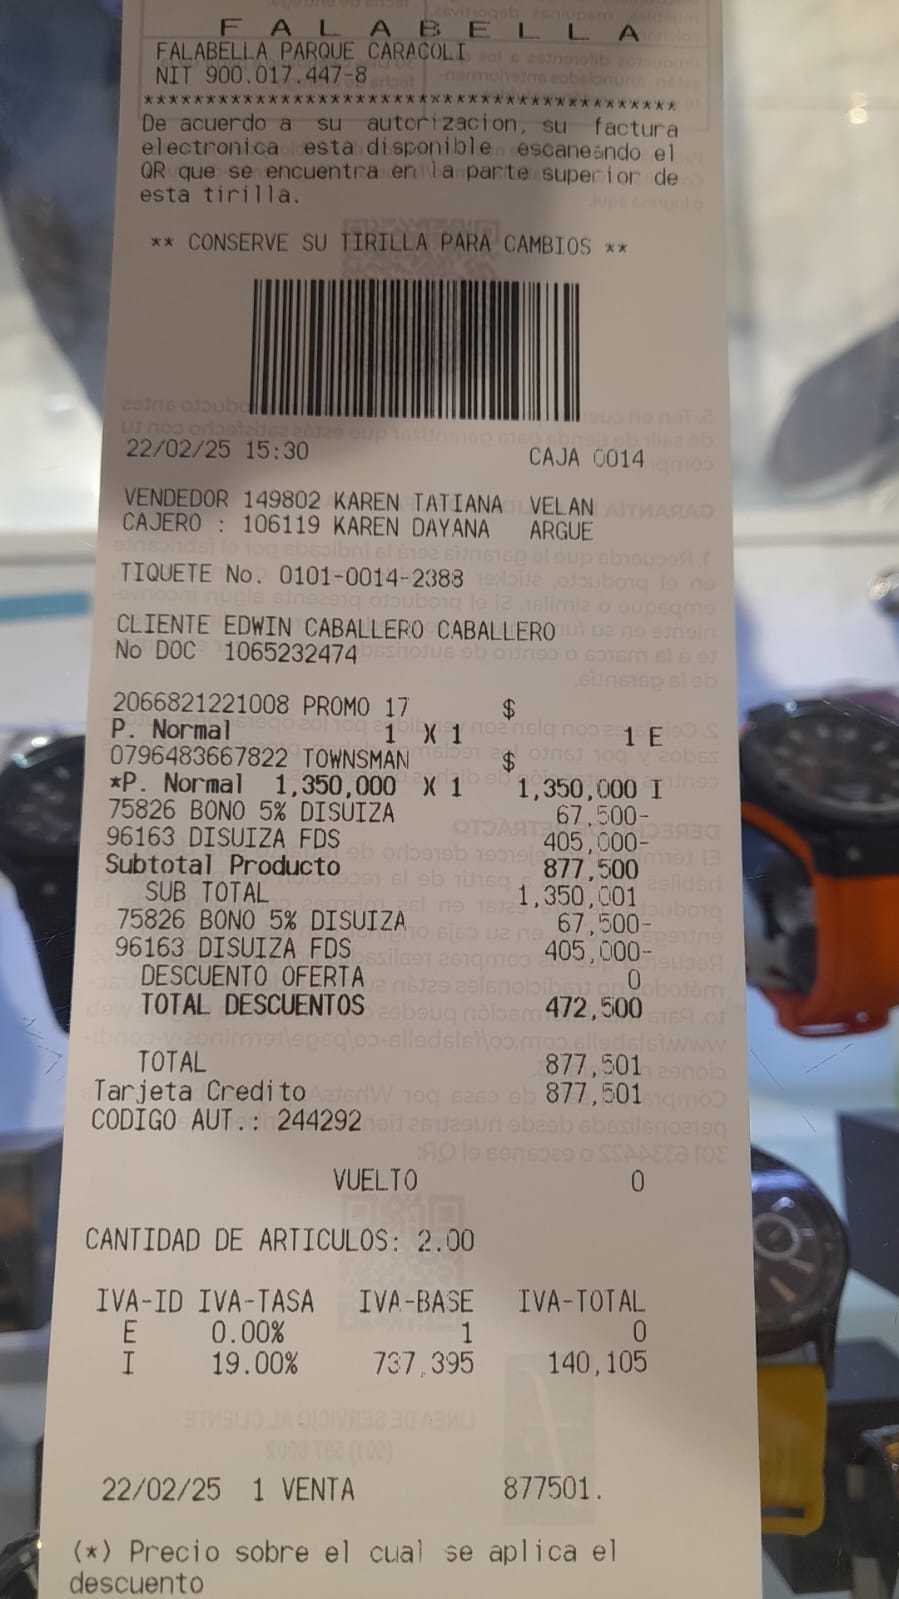 F A L A B E L L A
FALABELLA PARQUE CARACOLI
NIT 900.017.447-8
*******************************************
De acuerdo a su autorizacion, su factura
electronica esta disponible escaneando el
QR que se encuentra en la parte superior de
esta tirilla.
** CONSERVE SU TIRILLA PARA CAMBIOS **
22/02/25 15:30 CAJA 0014
VENDEDOR 149802 KAREN TATIANA VELAN
CAJERO : 106119 KAREN DAYANA ARGUE
TIQUETE No. 0101-0014-2388
CLIENTE EDWIN CABALLERO CABALLERO
No DOC 1065232474
2066821221008 PROMO 17 $
P. Normal 1 X 1 1 E
0796483667822 TOWNSMAN $
*P. Normal 1,350,000 X 1 1,350,000 I
75826 BONO 5% DISUIZA 67,500-
96163 DISUIZA FDS 405,000-
Subtotal Producto 877,500
SUB TOTAL 1,350,001
75826 BONO 5% DISUIZA 67,500-
96163 DISUIZA FDS 405,000-
DESCUENTO OFERTA 0
TOTAL DESCUENTOS 472,500
TOTAL 877,501
Tarjeta Credito 877,501
CODIGO AUT.: 244292
VUELTO 0
CANTIDAD DE ARTICULOS: 2.00
IVA-ID IVA-TASA IVA-BASE IVA-TOTAL
E 0.00% 1 0
I 19.00% 737,395 140,105
22/02/25 1 VENTA 877501.
(*) Precio sobre el cual se aplica el
descuento